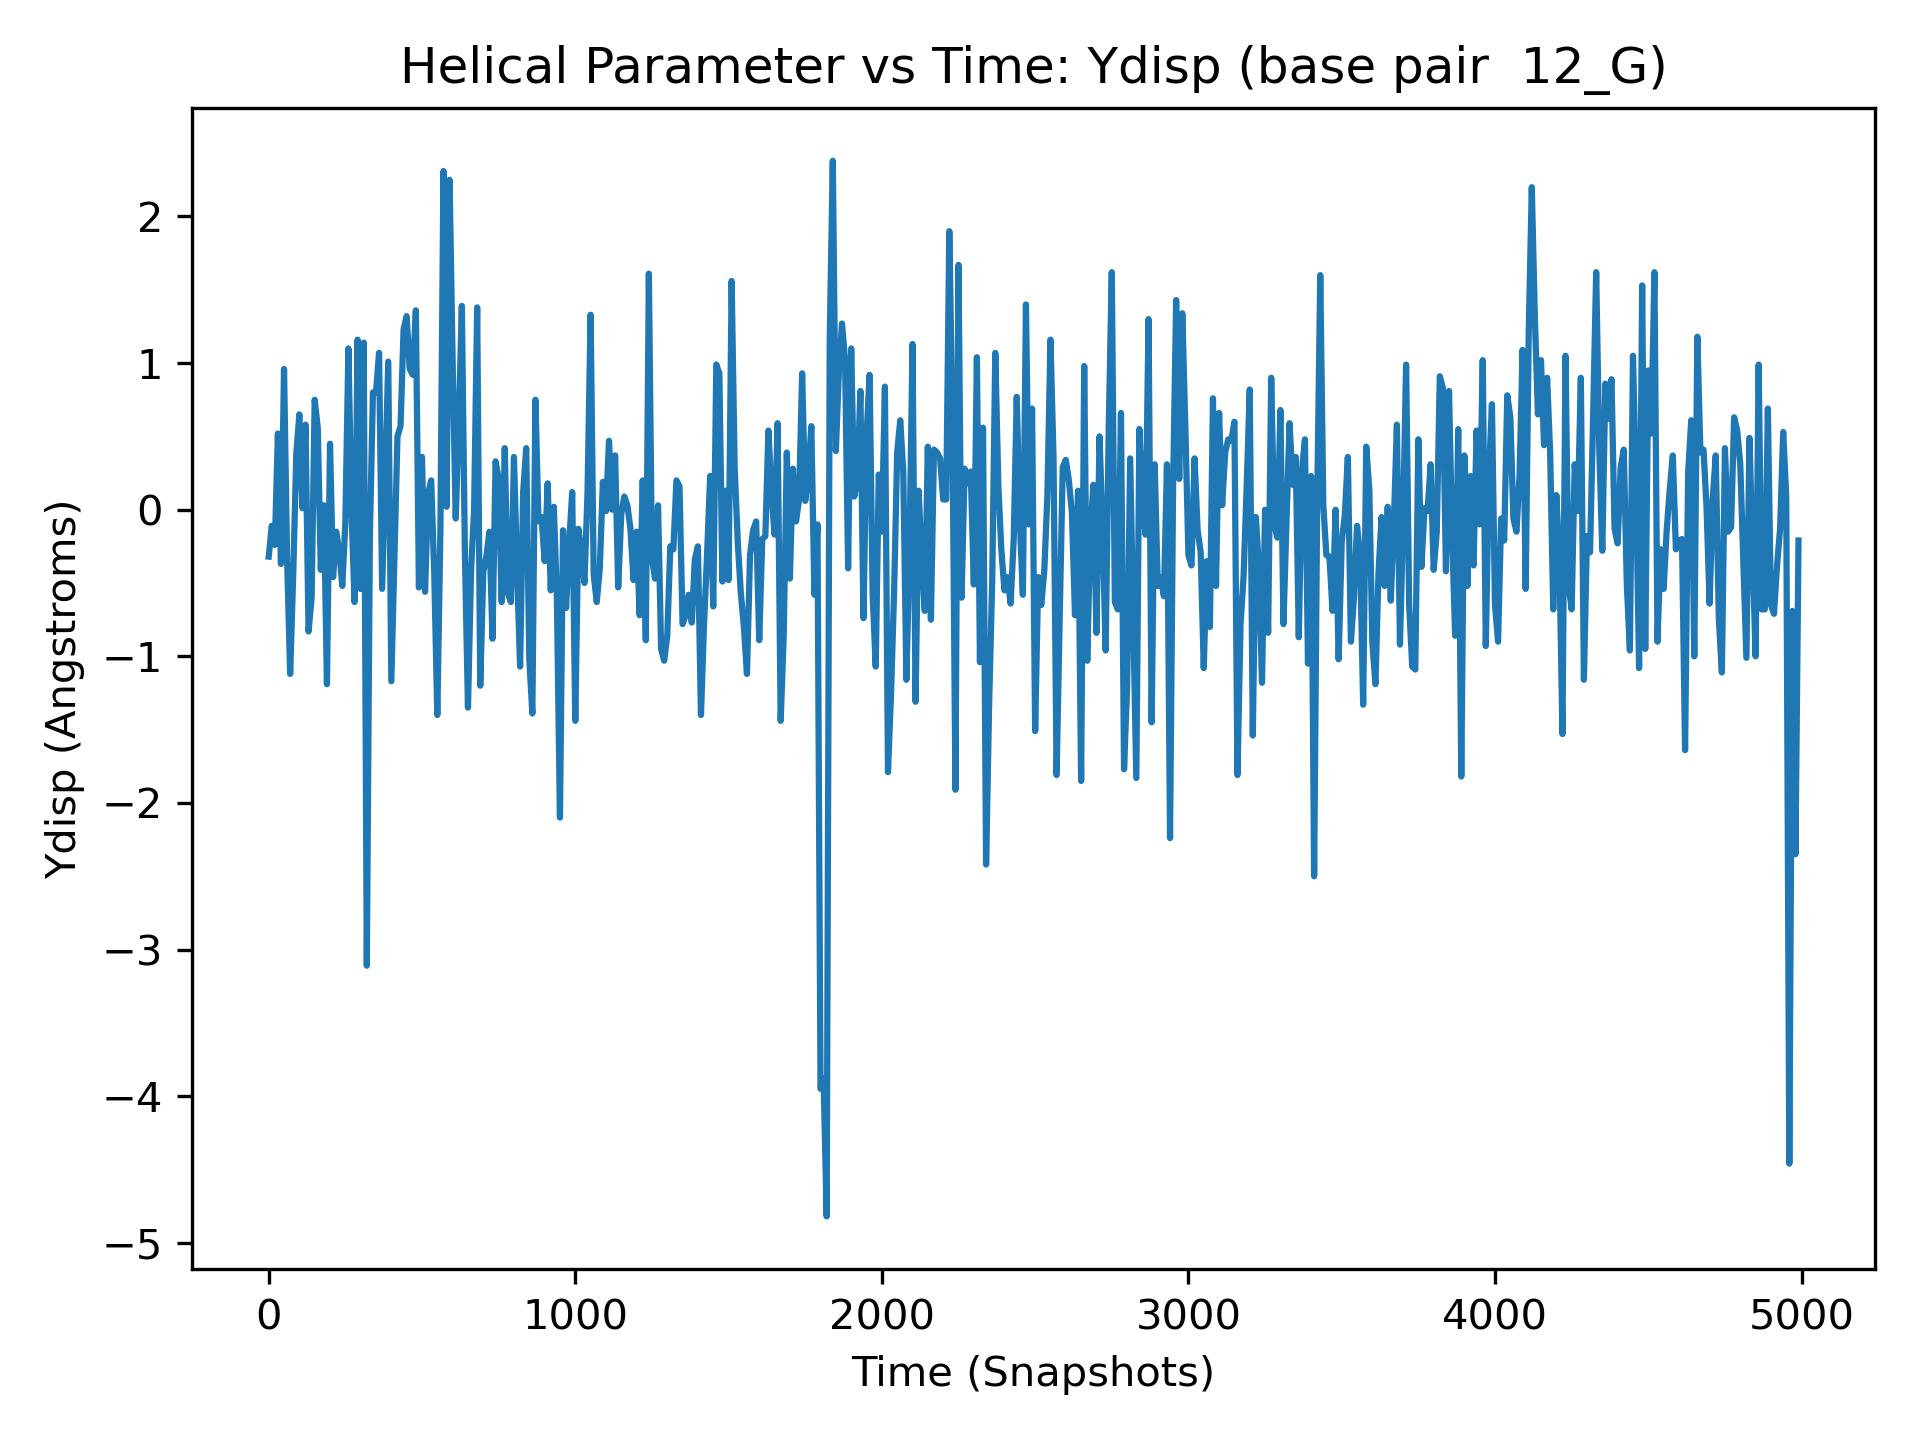 Helical Parameter vs Time: Ydisp (base pair  12_G)
Ydisp (Angstroms)
2
1
0
−1
−2
−3
−4
−5
0 1000 2000 3000 4000 5000
Time (Snapshots)